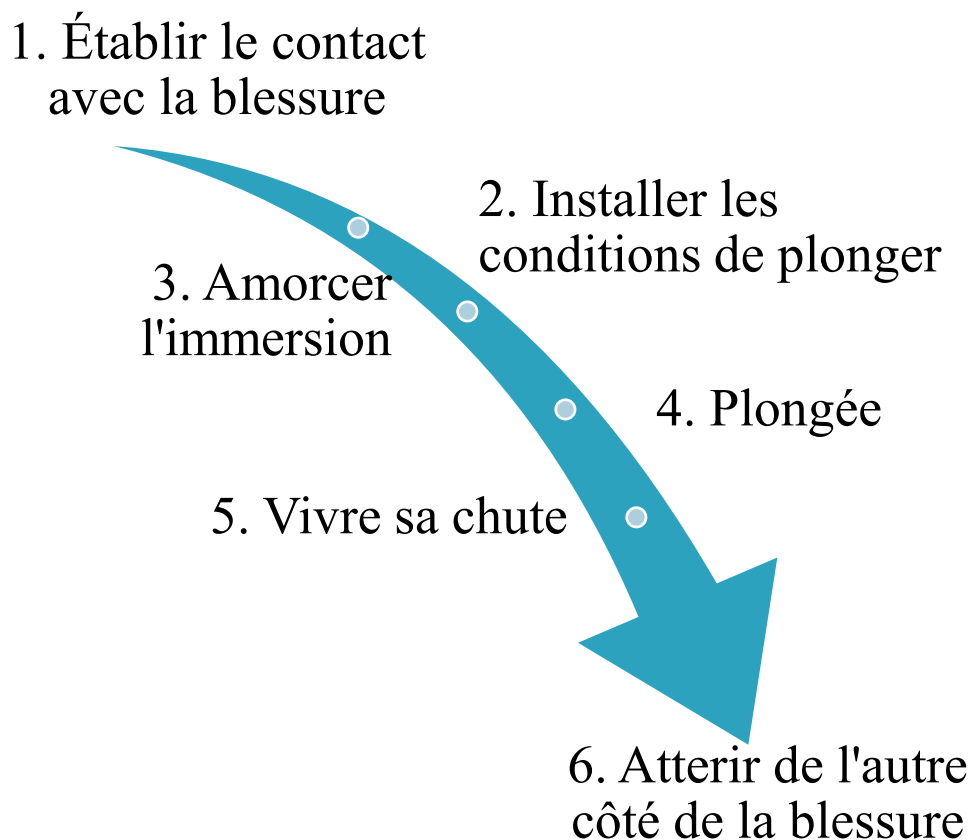 1. Établir le contact
avec la blessure
2. Installer les
conditions de plonger
3. Amorcer
l'immersion
4. Plongée
5. Vivre sa chute
6. Atterir de l'autre
côté de la blessure